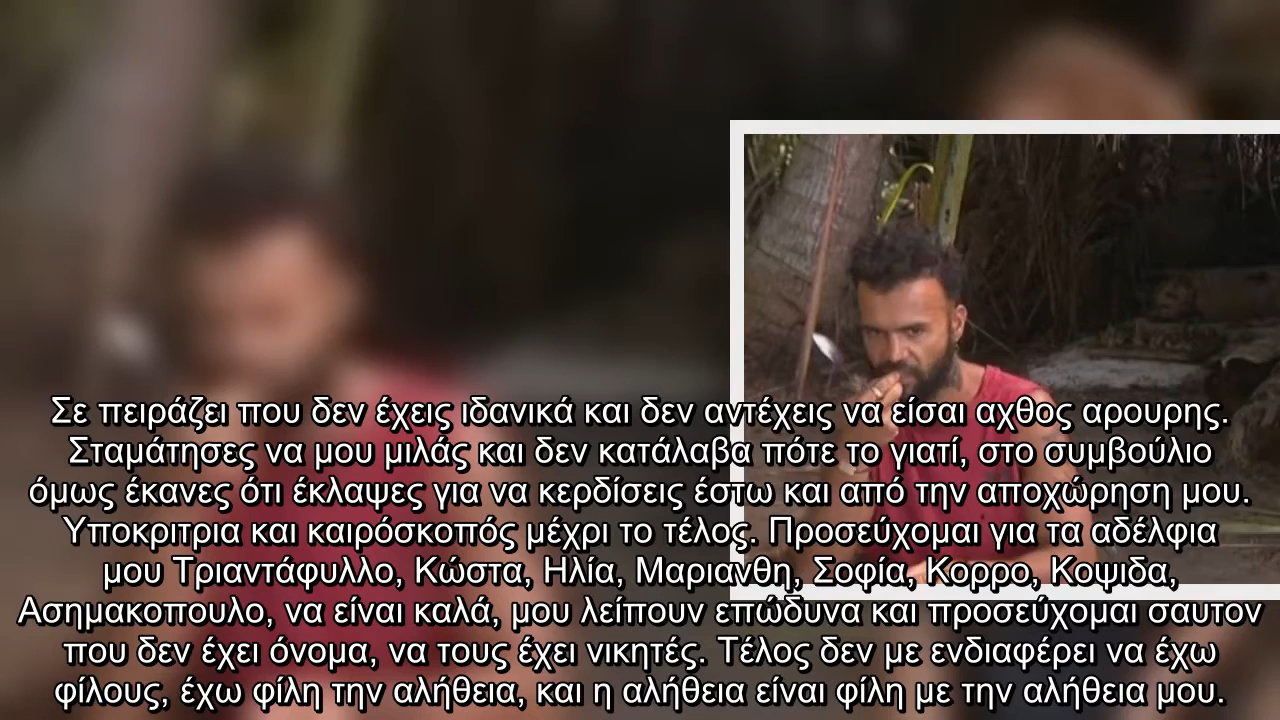 Σε πειράζει που δεν έχεις ιδανικά και δεν αντέχεις να είσαι αχθος αρουρης.
Σταμάτησες να μου μιλάς και δεν κατάλαβα πότε το γιατί, στο συμβούλιο
όμως έκανες ότι έκλαψες για να κερδίσεις έστω και από την αποχώρηση μου.
Υποκριτρια και καιρόσκοπός μέχρι το τέλος. Προσεύχομαι για τα αδέλφια
μου Τριαντάφυλλο, Κώστα, Ηλία, Μαριανθη, Σοφία, Κορρο, Κοψιδα,
Ασημακοπουλο, να είναι καλά, μου λείπουν επώδυνα και προσεύχομαι σαυτον
που δεν έχει όνομα, να τους έχει νικητές. Τέλος δεν με ενδιαφέρει να έχω
φίλους, έχω φίλη την αλήθεια, και η αλήθεια είναι φίλη με την αλήθεια μου.